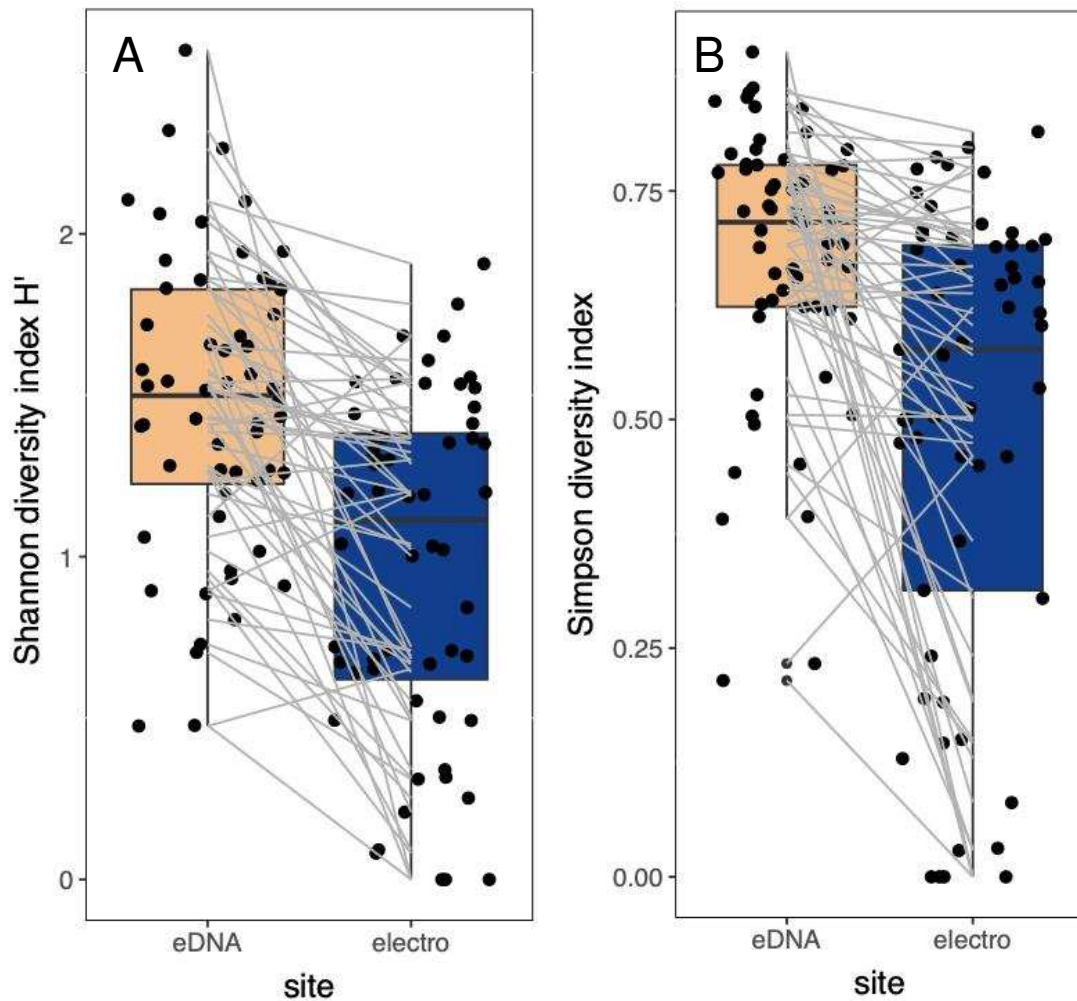 A
Shannon diversity index H'
2
1
0
eDNA
electro
site
B
Simpson diversity index
0.75
0.50
0.25
0.00
eDNA
electro
site